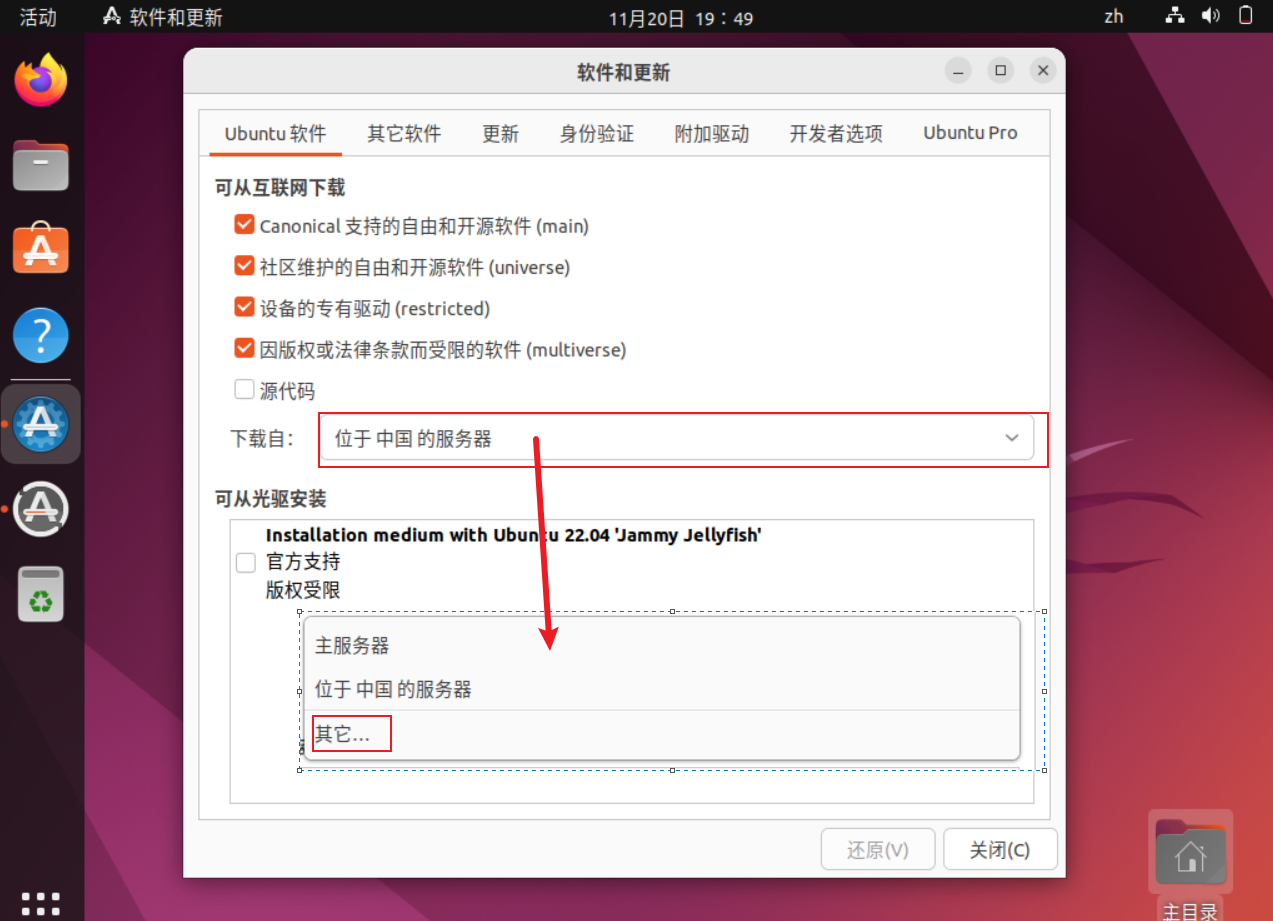 活动
软件和更新
11月20日 19：49
zh
软件和更新
Ubuntu 软件
其它软件
更新
身份验证
附加驱动
开发者选项
Ubuntu Pro
可从互联网下载
Canonical 支持的自由和开源软件 (main)
社区维护的自由和开源软件 (universe)
设备的专有驱动 (restricted)
因版权或法律条款而受限的软件 (multiverse)
源代码
下载自：
位于 中国 的服务器
可从光驱安装
Installation medium with Ubuntu 22.04 'Jammy Jellyfish'
官方支持
版权受限
主服务器
位于 中国 的服务器
其它…
还原(V)
关闭(C)
主目录